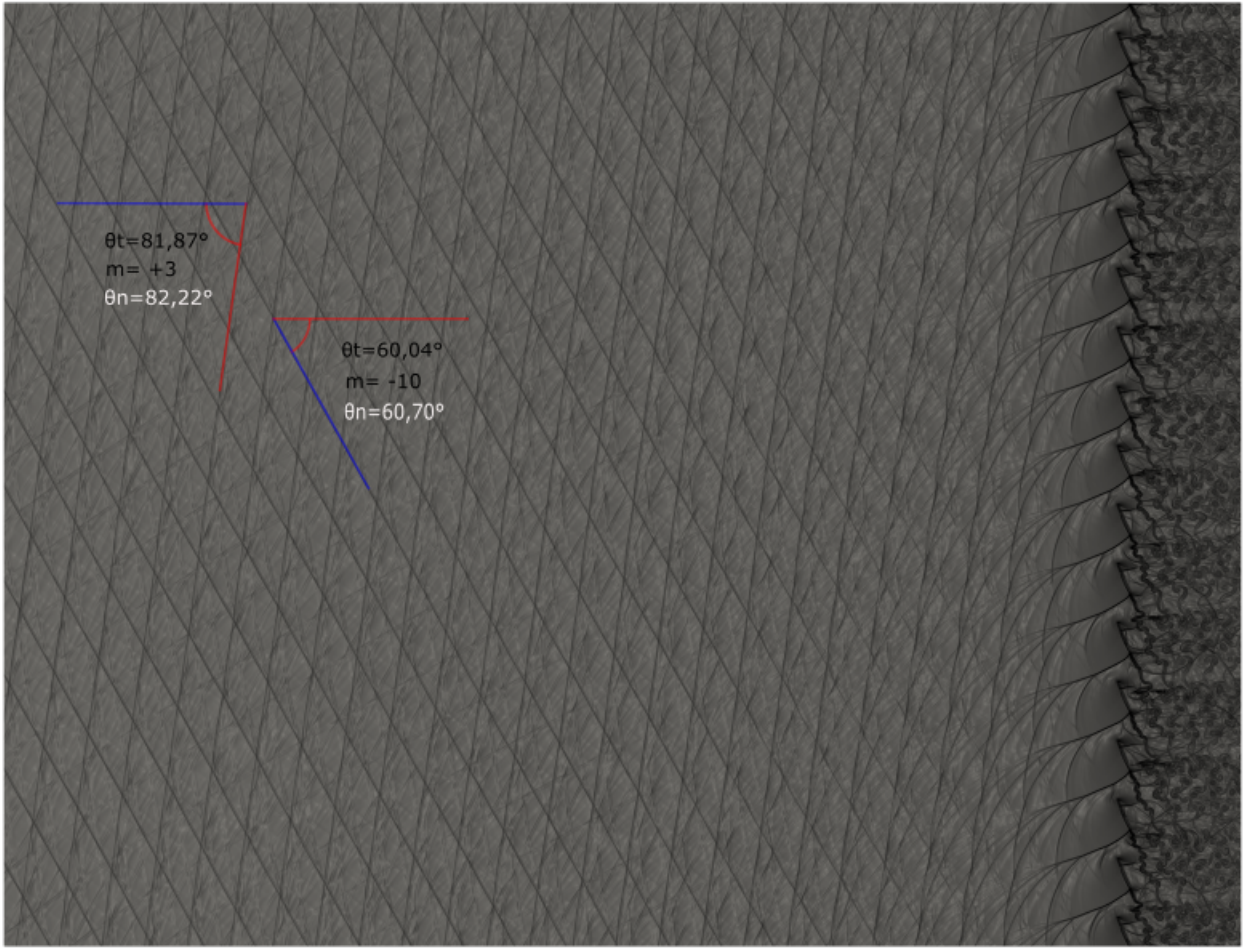 θt=81,87°
m= +3
θn=82,22°
θt=60,04°
m= -10
θn=60,70°